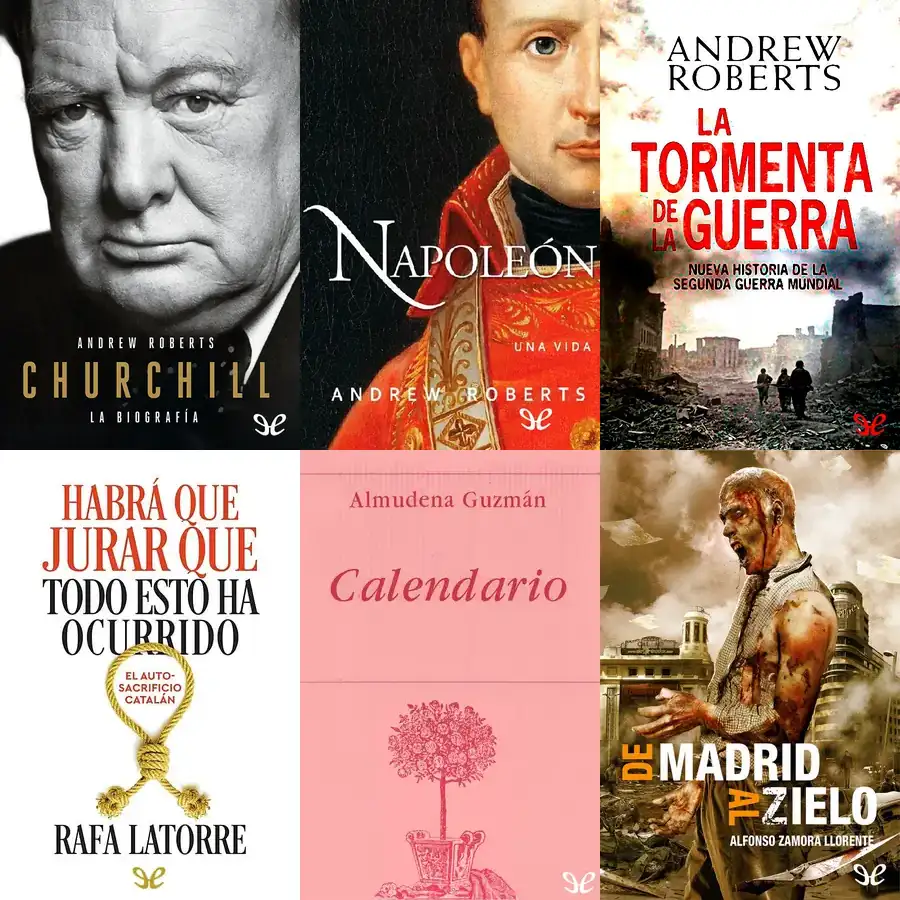 ANDREW ROBERTS
CHURCHILL
LA BIOGRAFÍA
NAPOLEÓN
UNA VIDA
ANDREW ROBERTS
ANDREW
ROBERTS
LA
TORMENTA
DE LA GUERRA
NUEVA HISTORIA DE LA
SEGUNDA GUERRA MUNDIAL
HABRÁ QUE
JURAR QUE
TODO ESTO HA
OCURRIDO
EL AUTO-
SACRIFICIO
CATALÁN
RAFA LATORRE
Almudena Guzmán
Calendario
DE MADRID
AL ZIELO
ALFONSO ZAMORA LLORENTE